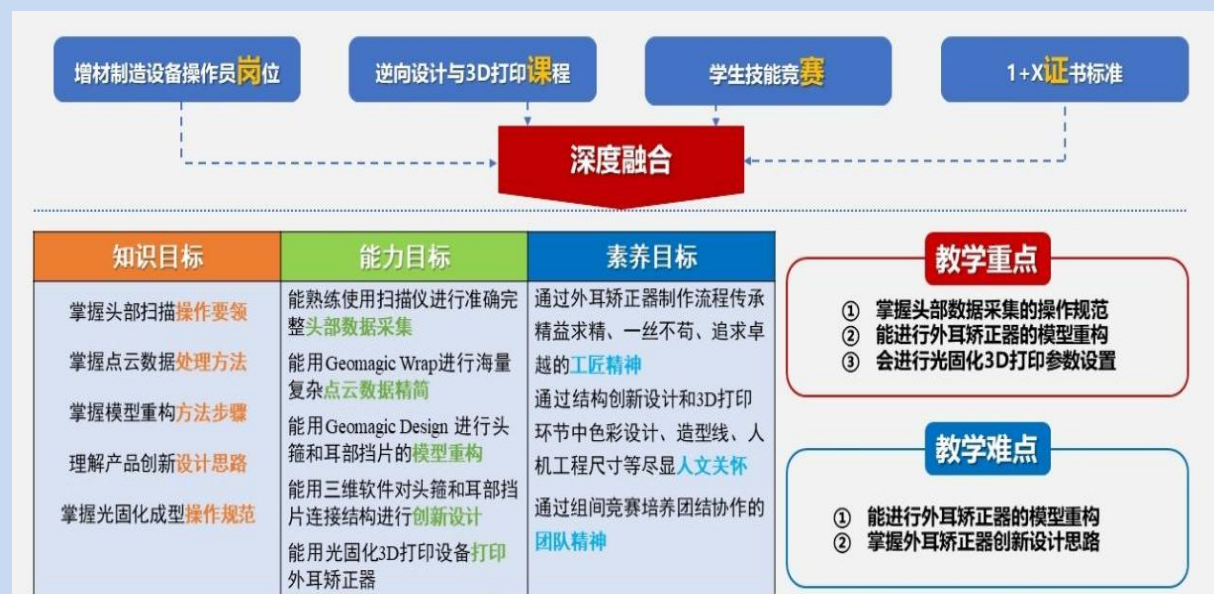 增材制造设备操作员岗位
逆向设计与3D打印课程
学生技能竞赛
1+X证书标准
深度融合
知识目标
掌握头部扫描操作要领
掌握点云数据处理方法
掌握模型重构方法步骤
理解产品创新设计思路
掌握光固化成型操作规范
能力目标
能熟练使用扫描仪进行准确完
整头部数据采集
能用Geomagic Wrap进行海量
复杂点云数据精简
能用Geomagic Design 进行头
箍和耳部挡片的模型重构
能用三维软件对头箍和耳部挡
片连接结构进行创新设计
能用光固化3D打印设备打印
外耳矫正器
素养目标
通过外耳矫正器制作流程传承
精益求精、一丝不苟、追求卓
越的工匠精神
通过结构创新设计和3D打印
环节中色彩设计、造型线、人
机工程尺寸等尽显人文关怀
通过组间竞赛培养团结协作的
团队精神
教学重点
① 掌握头部数据采集的操作规范
② 能进行外耳矫正器的模型重构
③ 会进行光固化3D打印参数设置
教学难点
① 能进行外耳矫正器的模型重构
② 掌握外耳矫正器创新设计思路